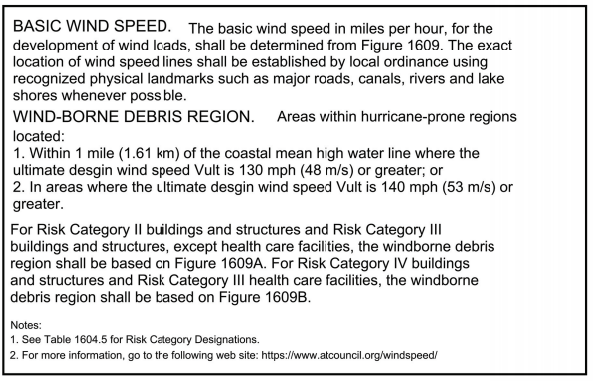 BASIC WIND SPEED. The basic wind speed in miles per hour, for the
development of wind loads, shall be determined from Figure 1609. The exact
location of wind speed lines shall be established by local ordinance using
recognized physical landmarks such as major roads, canals, rivers and lake
shores whenever possble.
WIND-BORNE DEBRIS REGION. Areas within hurricane-prone regions
located:
1. Within 1 mile (1.61 km) of the coastal mean high water line where the
ultimate desgin wind speed Vult is 130 mph (48 m/s) or greater; or
2. In areas where the ultimate desgin wind speed Vult is 140 mph (53 m/s) or
greater.
For Risk Category II buildings and structures and Risk Category III
buildings and structures, except health care facilities, the windborne debris
region shall be based on Figure 1609A. For Risk Category IV buildings
and structures and Risk Category III health care facilities, the windborne
debris region shall be based on Figure 1609B.
Notes:
1. See Table 1604.5 for Risk Category Designations.
2. For more information, go to the following web site: https://www.atcouncil.org/windspeed/